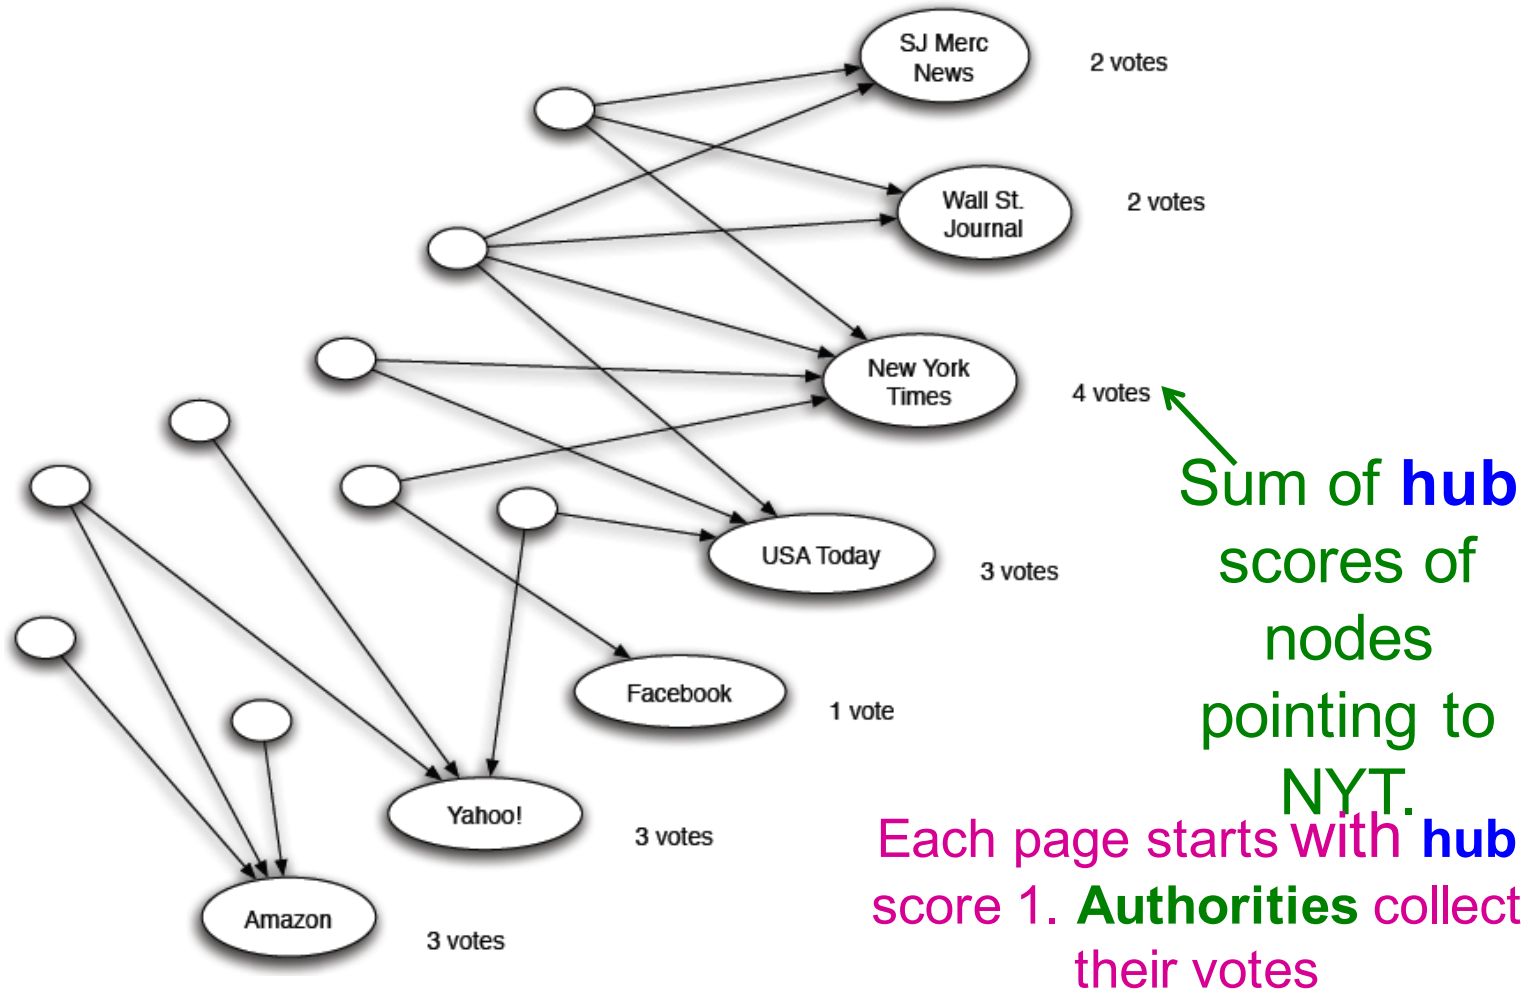 SJ Merc
News
2 votes
Wall St.
Journal
2 votes
New York
Times
4 votes
Sum of hub
scores of
nodes
pointing to
NYT.
USA Today
3 votes
Facebook
1 vote
Yahoo!
3 votes
Amazon
3 votes
Each page starts with hub
score 1. Authorities collect
their votes